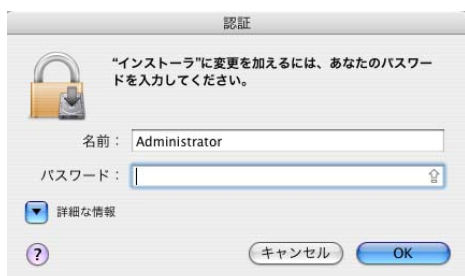 認証
“インストーラ”に変更を加えるには、あなたのパスワー
ドを入力してください。
名前： Administrator
パスワード：
詳細な情報
? キャンセル OK